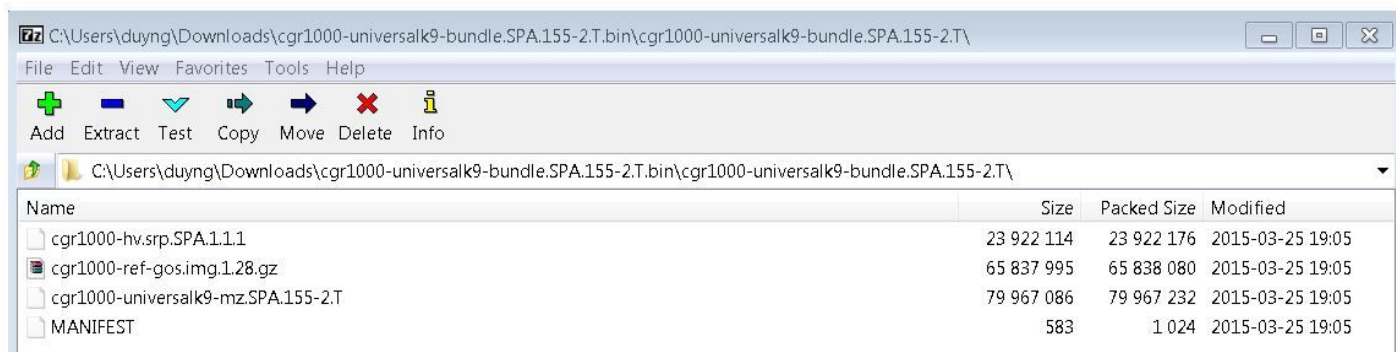 C:\Users\duyng\Downloads\cgr1000-universalk9-bundle.SPA.155-2.T.bin\cgr1000-universalk9-bundle.SPA.155-2.T\
File Edit View Favorites Tools Help
Add Extract Test Copy Move Delete Info
C:\Users\duyng\Downloads\cgr1000-universalk9-bundle.SPA.155-2.T.bin\cgr1000-universalk9-bundle.SPA.155-2.T\
Name Size Packed Size Modified
cgr1000-hv.srp.SPA.1.1.1 23 922 114 23 922 176 2015-03-25 19:05
cgr1000-ref-gos.img.1.28.gz 65 837 995 65 838 080 2015-03-25 19:05
cgr1000-universalk9-mz.SPA.155-2.T 79 967 086 79 967 232 2015-03-25 19:05
MANIFEST 583 1 024 2015-03-25 19:05